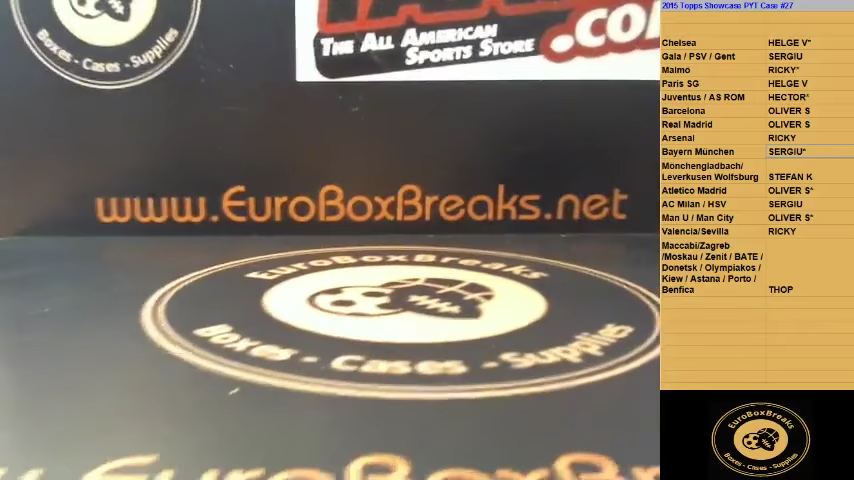 Boxes - Cases - Supplies
THE ALL AMERICAN
SPORTS STORE
.CO
www.EuroBoxBreaks.net
EuroBoxBreaks
Boxes - Cases - Supplies
EuroBoxB
2015 Topps Showcase PYT Case #27
Chelsea HELGE V*
Gala / PSV / Gent SERGIU
Malmö RICKY*
Paris SG HELGE V
Juventus / AS ROM HECTOR*
Barcelona OLIVER S
Real Madrid OLIVER S
Arsenal RICKY
Bayern München SERGIU*
Mönchengladbach/
Leverkusen Wolfsburg STEFAN K
Atletico Madrid OLIVER S*
AC Milan / HSV SERGIU
Man U / Man City OLIVER S*
Valencia/Sevilla RICKY
Maccabi/Zagreb
/Moskau / Zenit / BATE /
Donetsk / Olympiakos /
Kiew / Astana / Porto /
Benfica THOP
EuroBoxBreaks
Boxes - Cases - Supplies